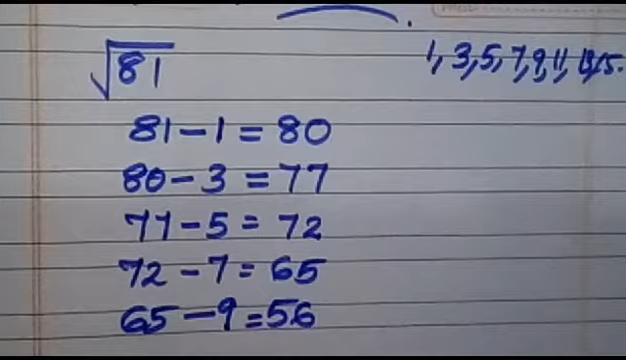 √81
1, 3, 5, 7, 9, 11, 13, 15.
81 - 1 = 80
80 - 3 = 77
77 - 5 = 72
72 - 7 = 65
65 - 9 = 56